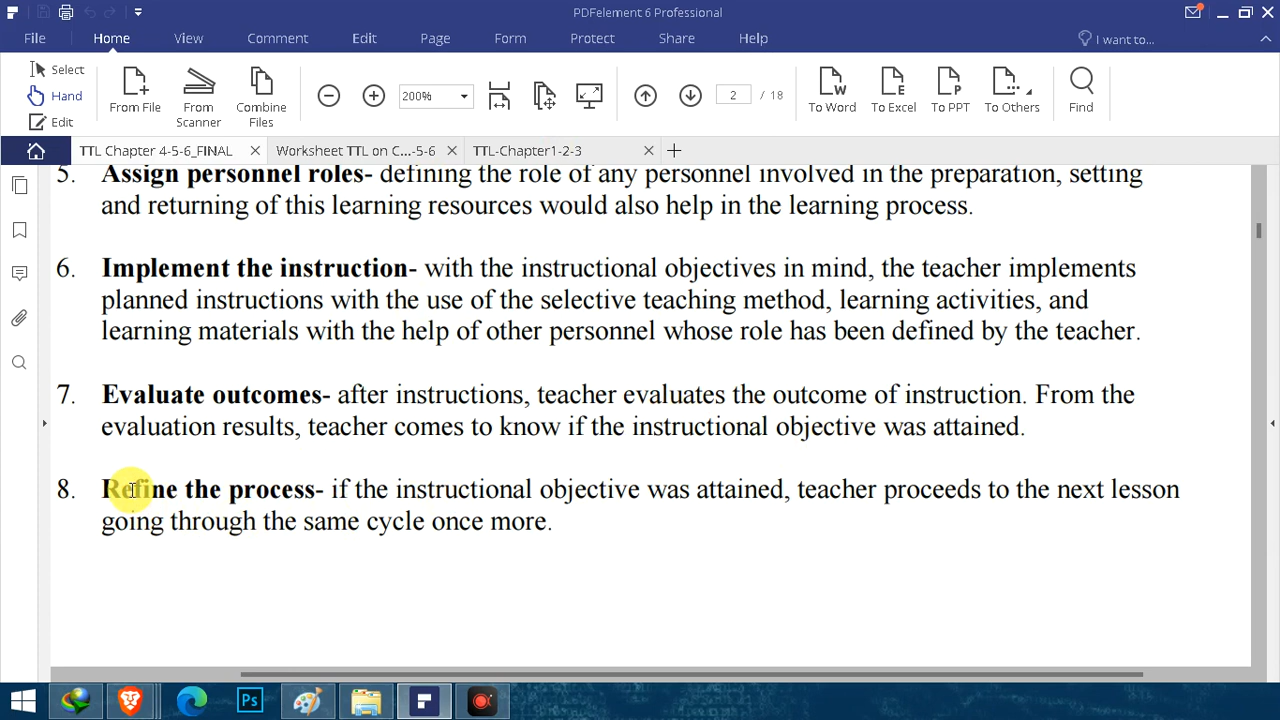 PDFelement 6 Professional
File Home View Comment Edit Page Form Protect Share Help I want to...
Select
Hand
Edit
From File
From Scanner
Combine Files
200%
2 / 18
To Word
To Excel
To PPT
To Others
Find
TTL Chapter 4-5-6_FINAL
Worksheet TTL on C...-5-6
TTL-Chapter1-2-3
5. Assign personnel roles- defining the role of any personnel involved in the preparation, setting
and returning of this learning resources would also help in the learning process.
6. Implement the instruction- with the instructional objectives in mind, the teacher implements
planned instructions with the use of the selective teaching method, learning activities, and
learning materials with the help of other personnel whose role has been defined by the teacher.
7. Evaluate outcomes- after instructions, teacher evaluates the outcome of instruction. From the
evaluation results, teacher comes to know if the instructional objective was attained.
8. Refine the process- if the instructional objective was attained, teacher proceeds to the next lesson
going through the same cycle once more.
Ps